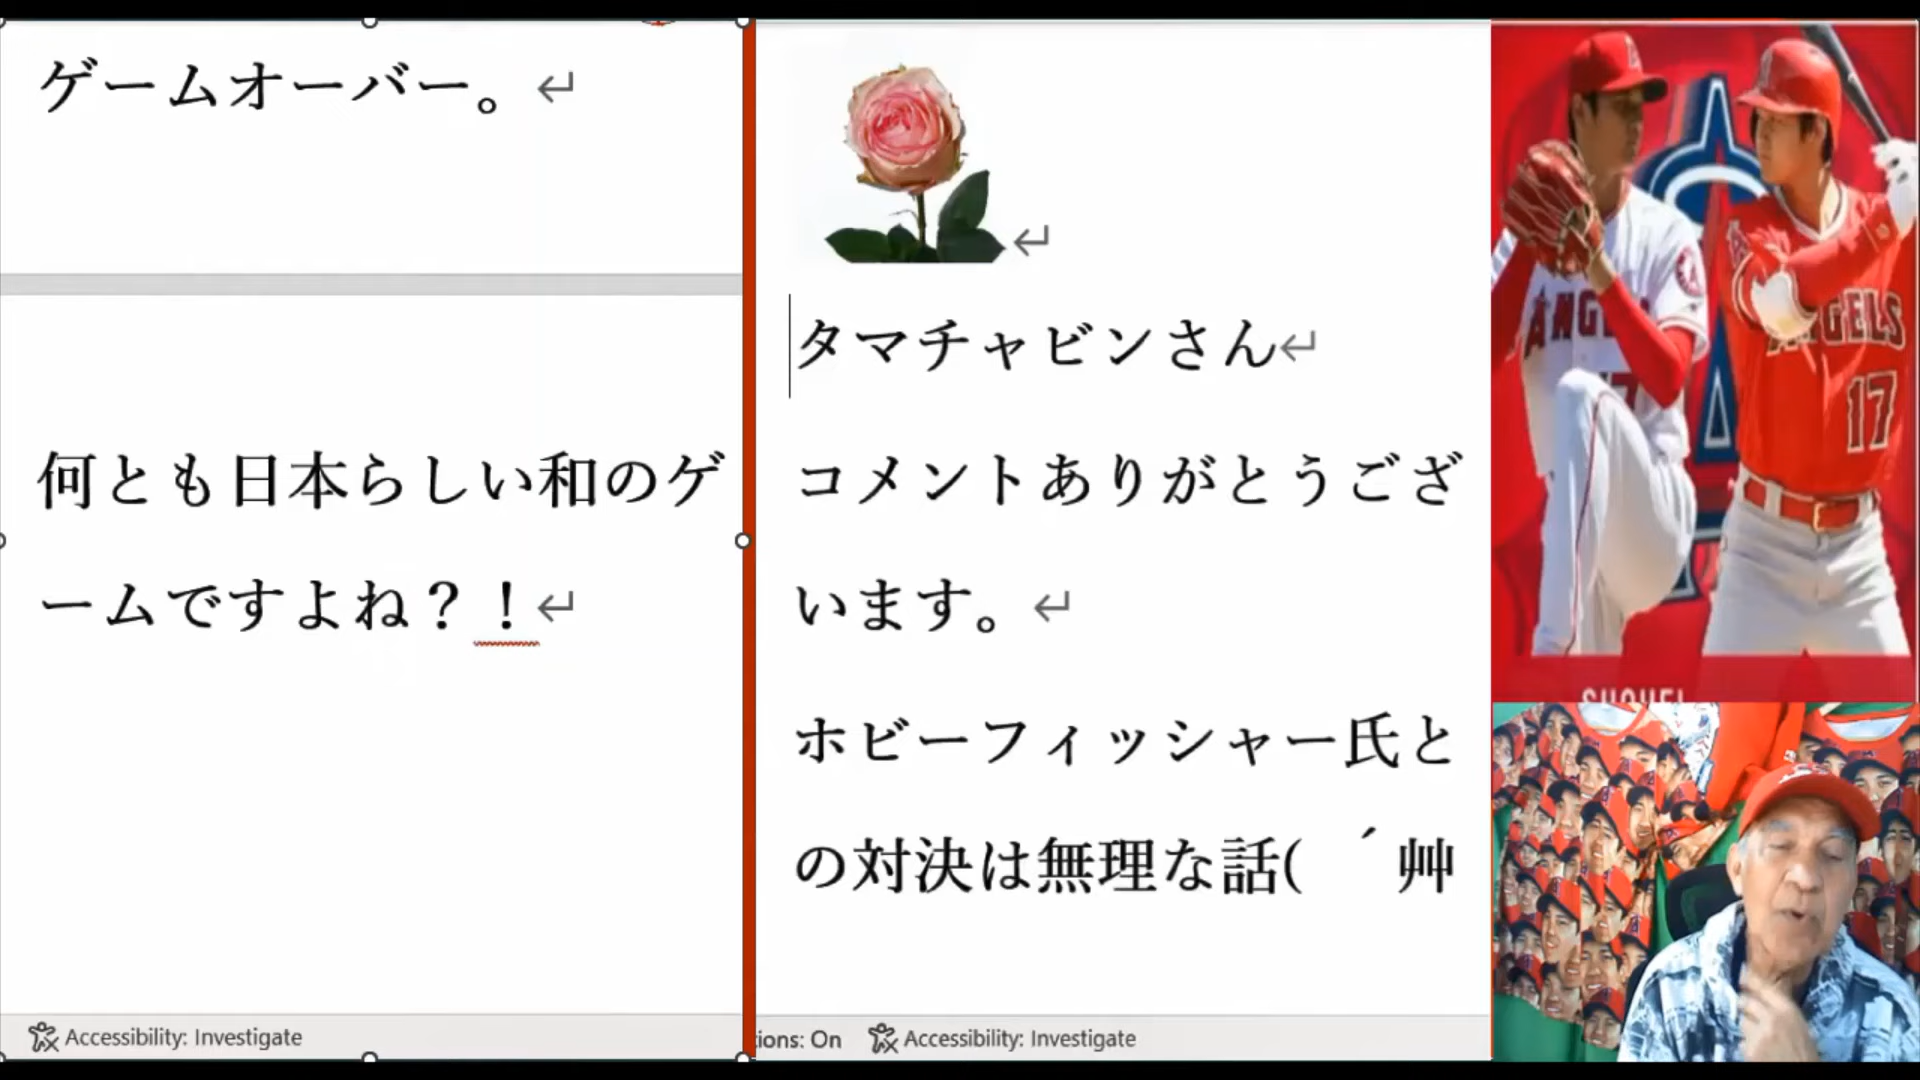 ゲームオーバー。
何とも日本らしい和のゲ
ームですよね？！
Accessibility: Investigate
タマチャビンさん
コメントありがとうござ
います。
ホビーフィッシャー氏と
の対決は無理な話( ´艸
ions: On
Accessibility: Investigate
ANGELS
17